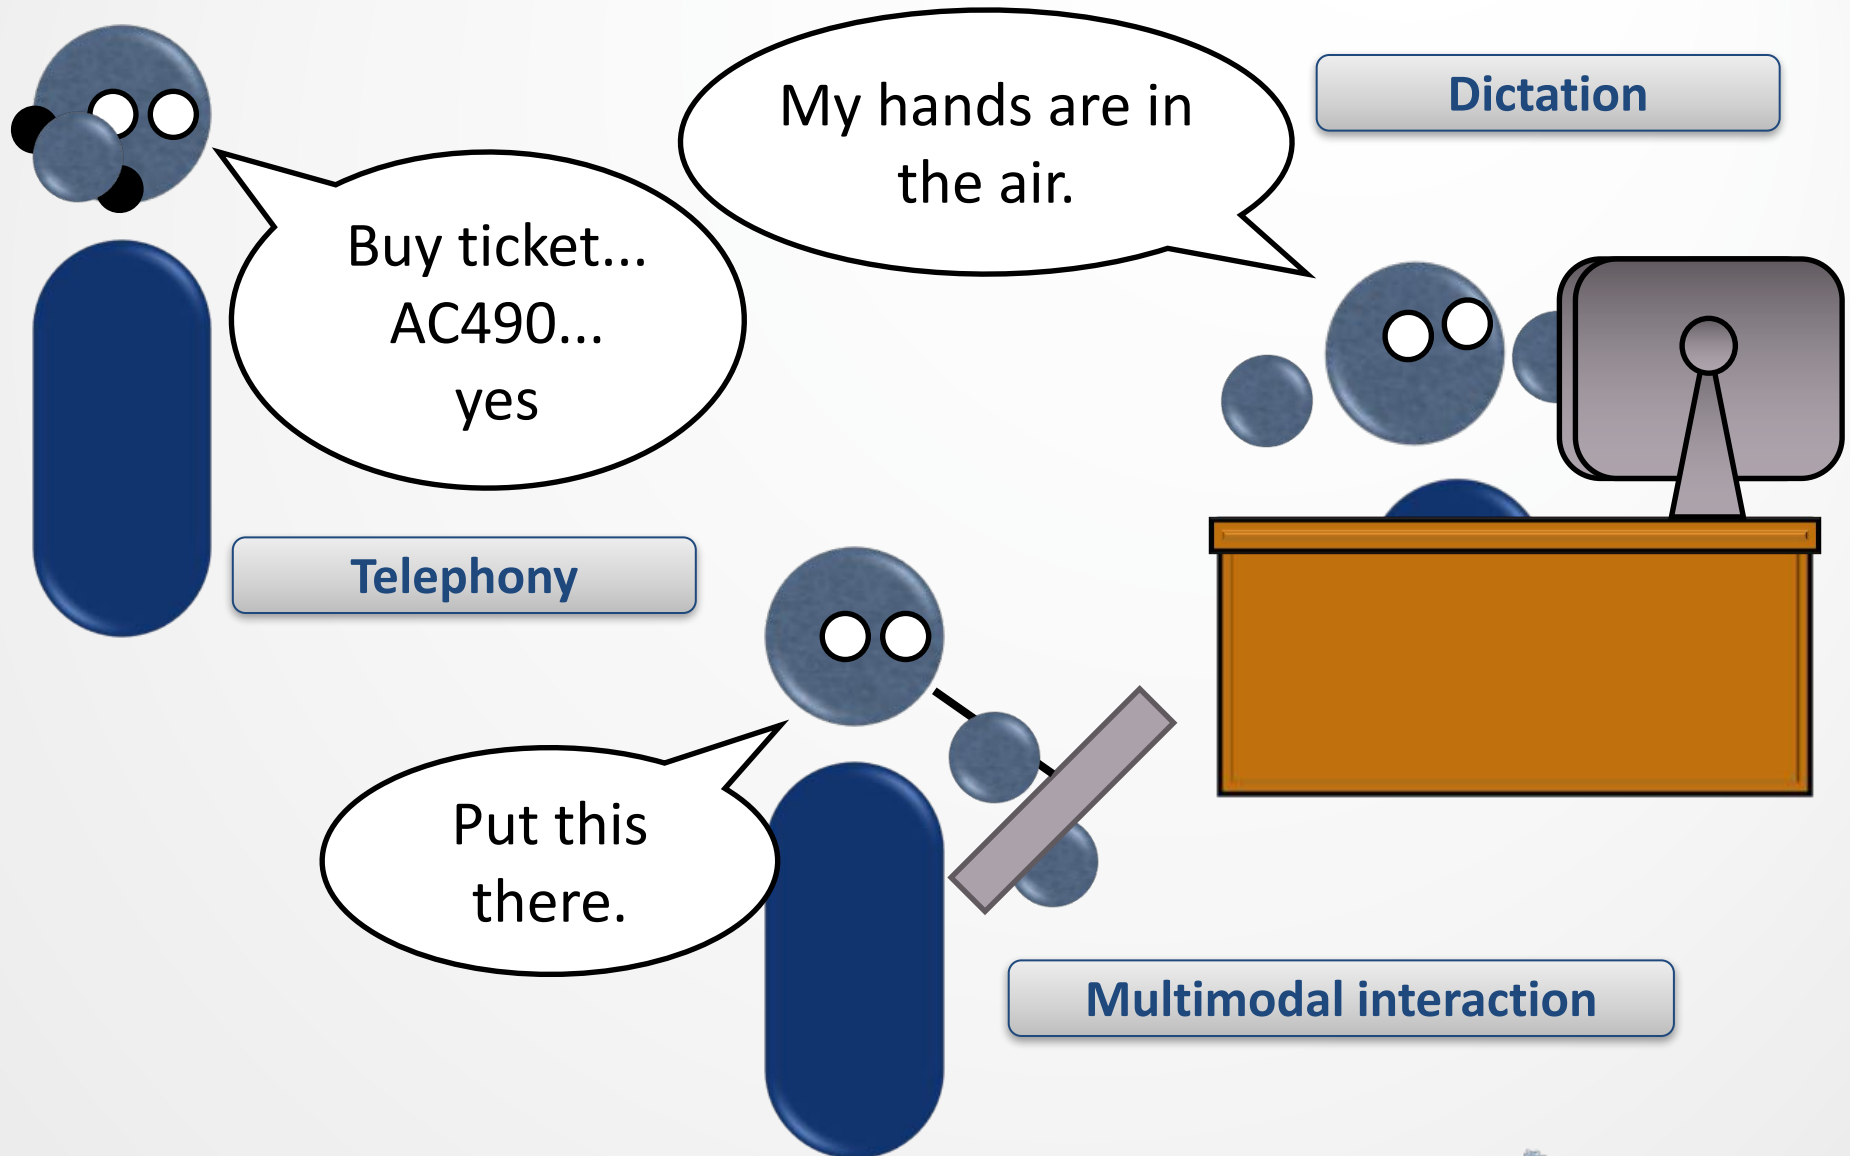 My hands are in
the air.
Dictation
Buy ticket...
AC490...
yes
Telephony
Put this
there.
Multimodal interaction